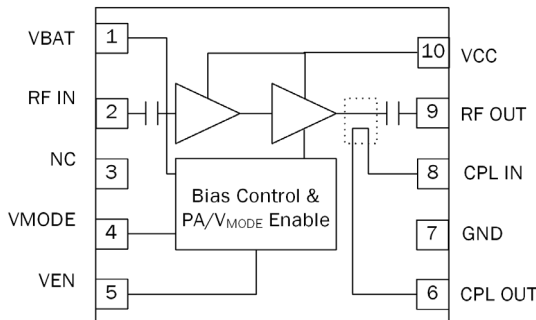 VBAT 1
RF IN 2
NC 3
VMODE 4
VEN 5
Bias Control &
PA/VMODE Enable
10 VCC
9 RF OUT
8 CPL IN
7 GND
6 CPL OUT